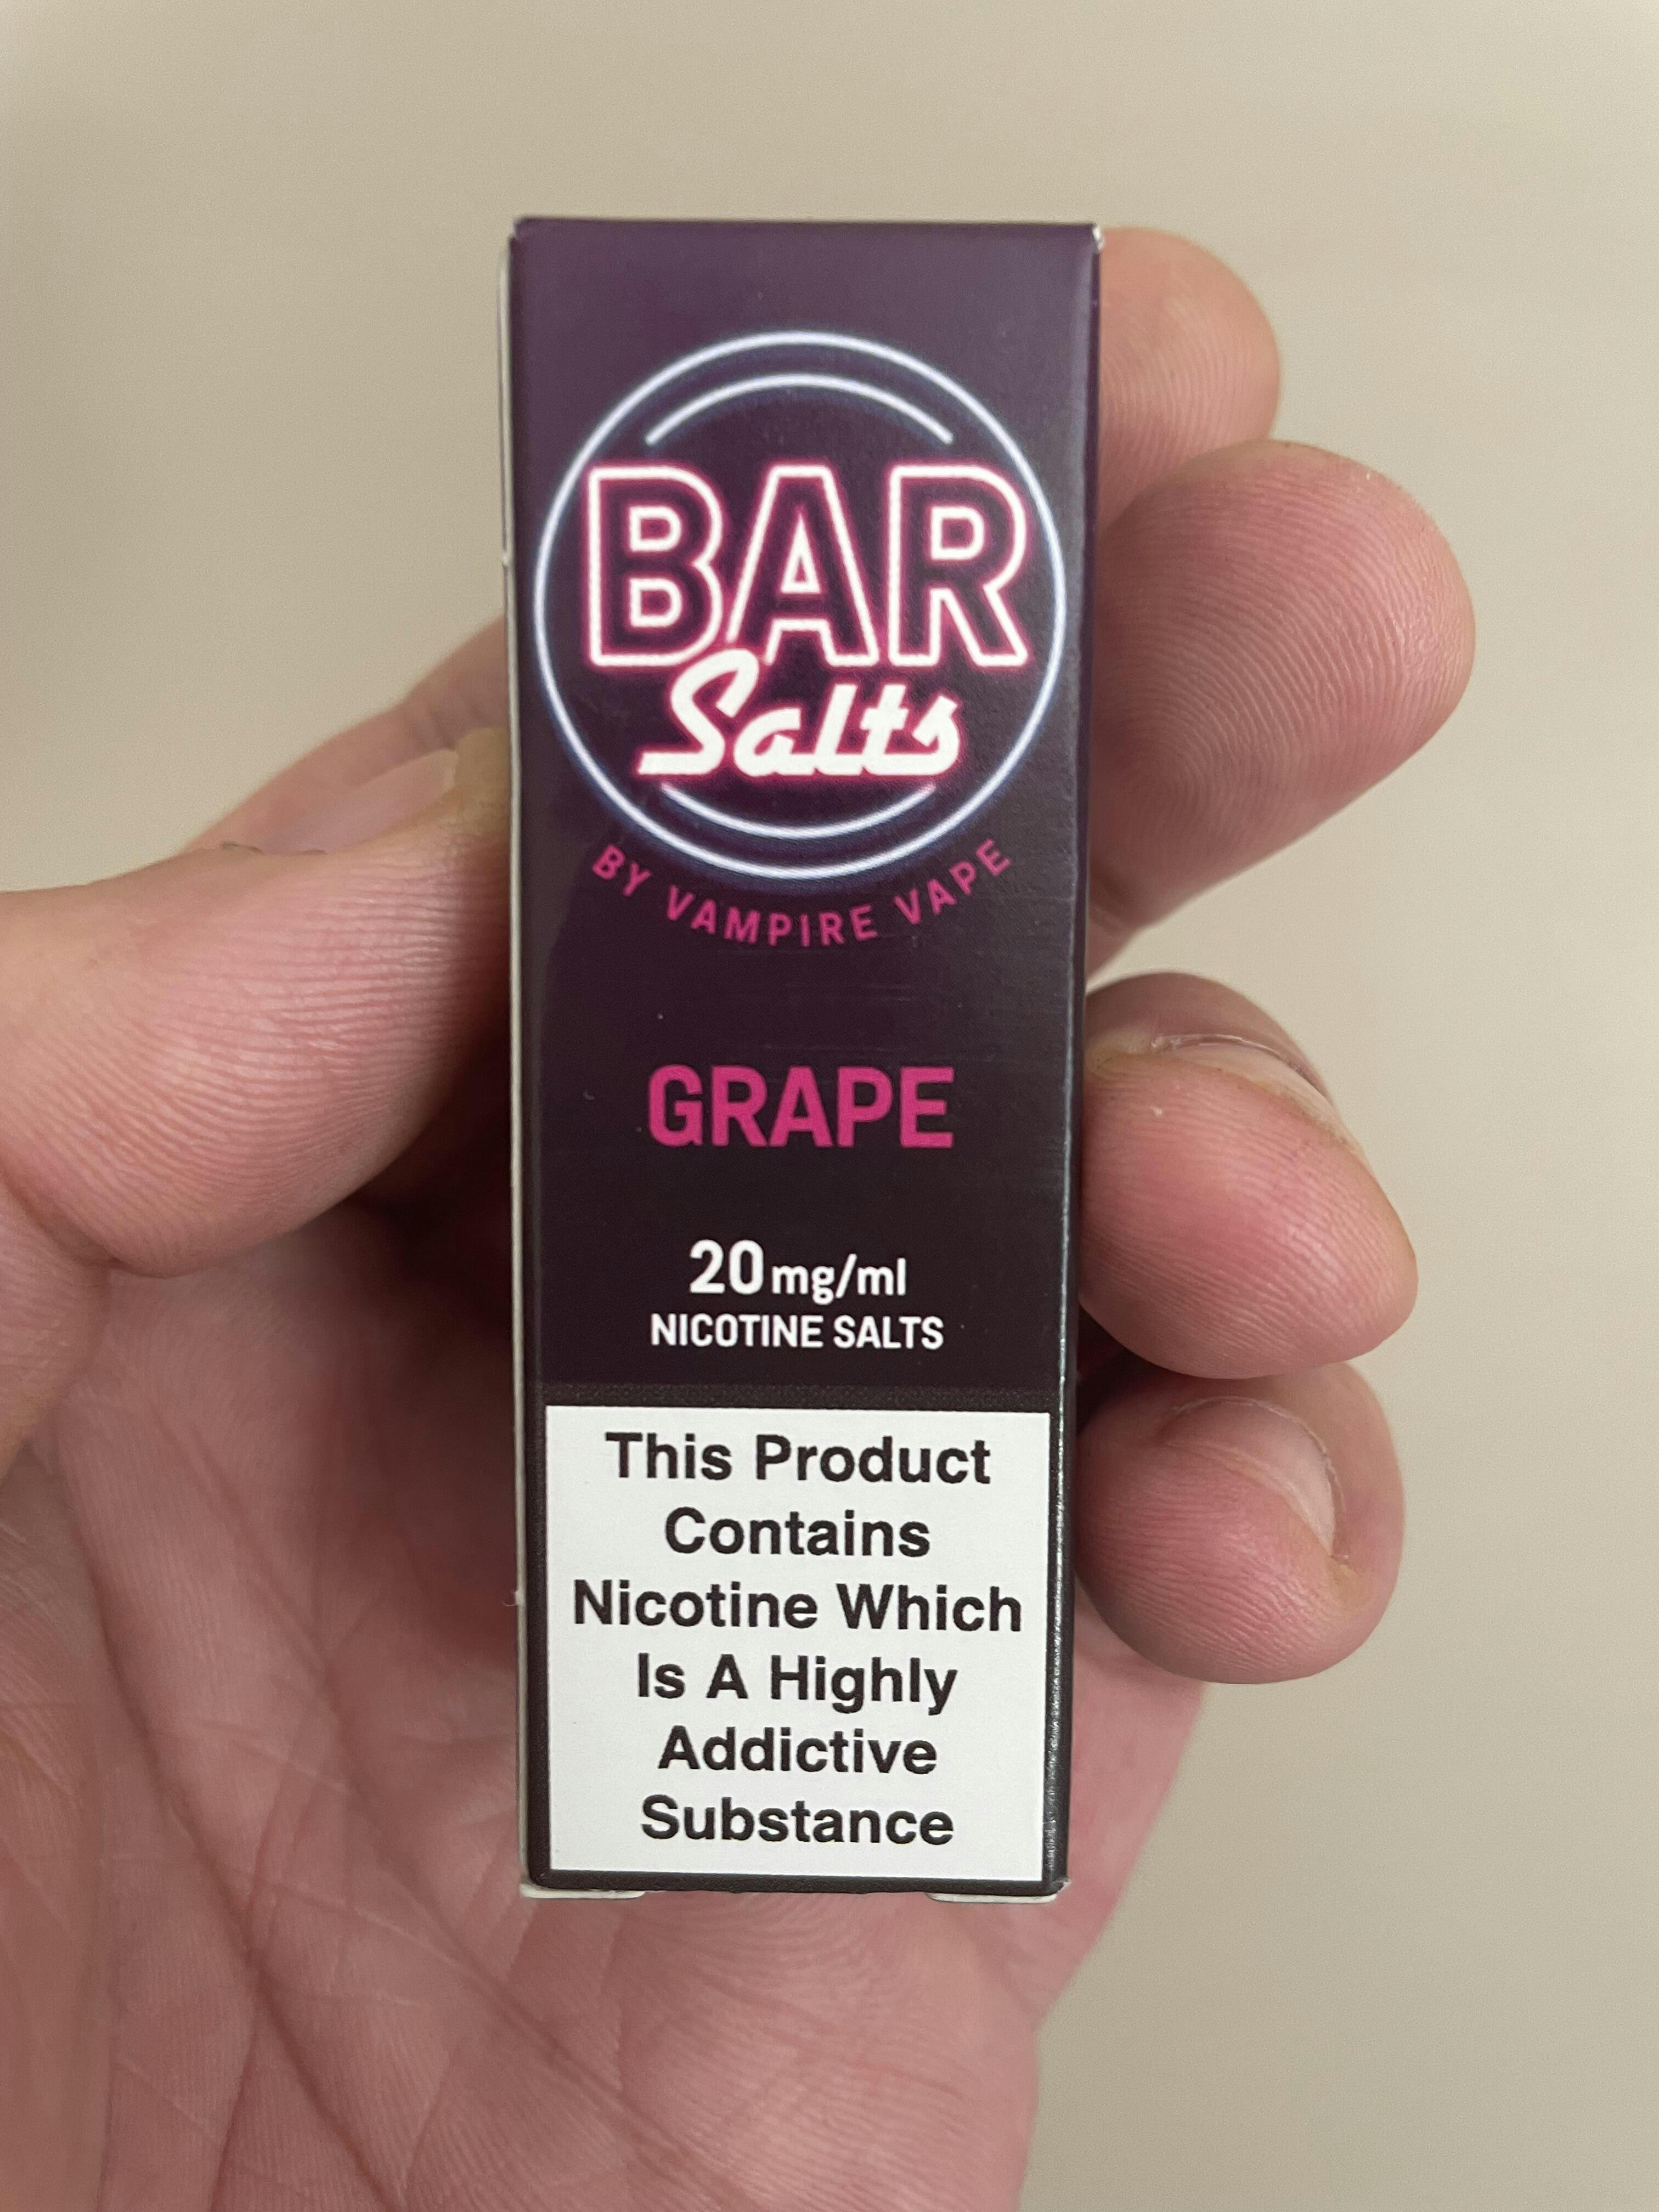 BAR
Salts
BY VAMPIRE VAPE
GRAPE
20mg/ml
NICOTINE SALTS
This Product
Contains
Nicotine Which
Is A Highly
Addictive
Substance